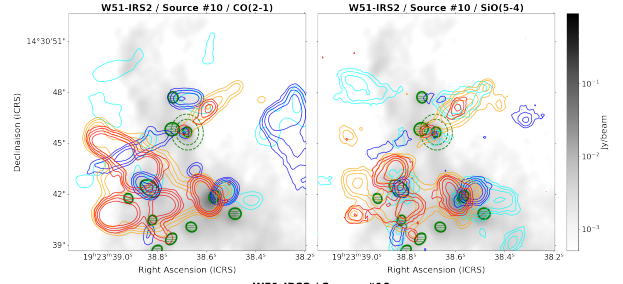 W51-IRS2 / Source #10 / CO(2-1)
W51-IRS2 / Source #10 / SiO(5-4)
14°30'51"
48"
45"
42"
39"
Declination (ICRS)
19ʰ23ᵐ39.0ˢ 38.8ˢ 38.6ˢ 38.4ˢ 38.2ˢ
38.8ˢ 38.6ˢ 38.4ˢ 38.2ˢ
Right Ascension (ICRS)
Right Ascension (ICRS)
10⁻¹
10⁻²
10⁻³
Jy/beam